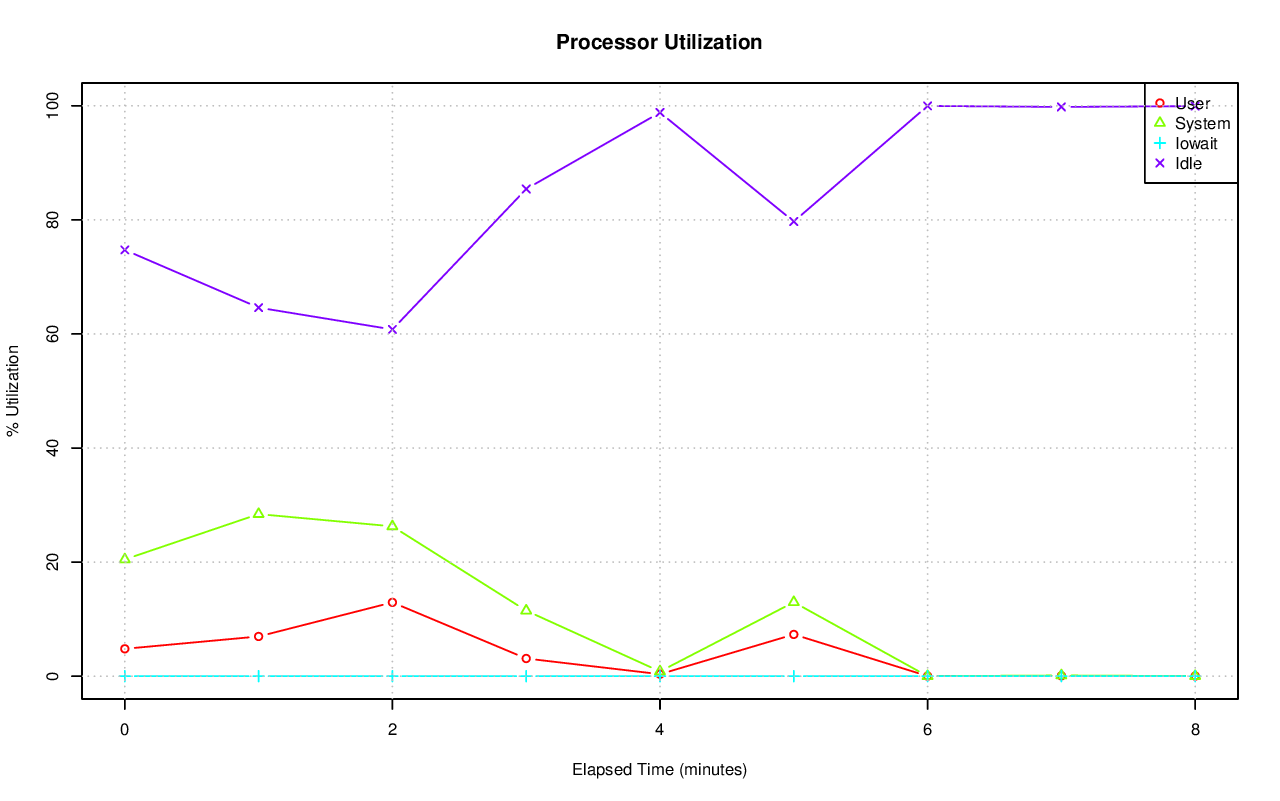 Processor Utilization
% Utilization
100
80
60
40
20
0
User
System
Iowait
Idle
0 2 4 6 8
Elapsed Time (minutes)